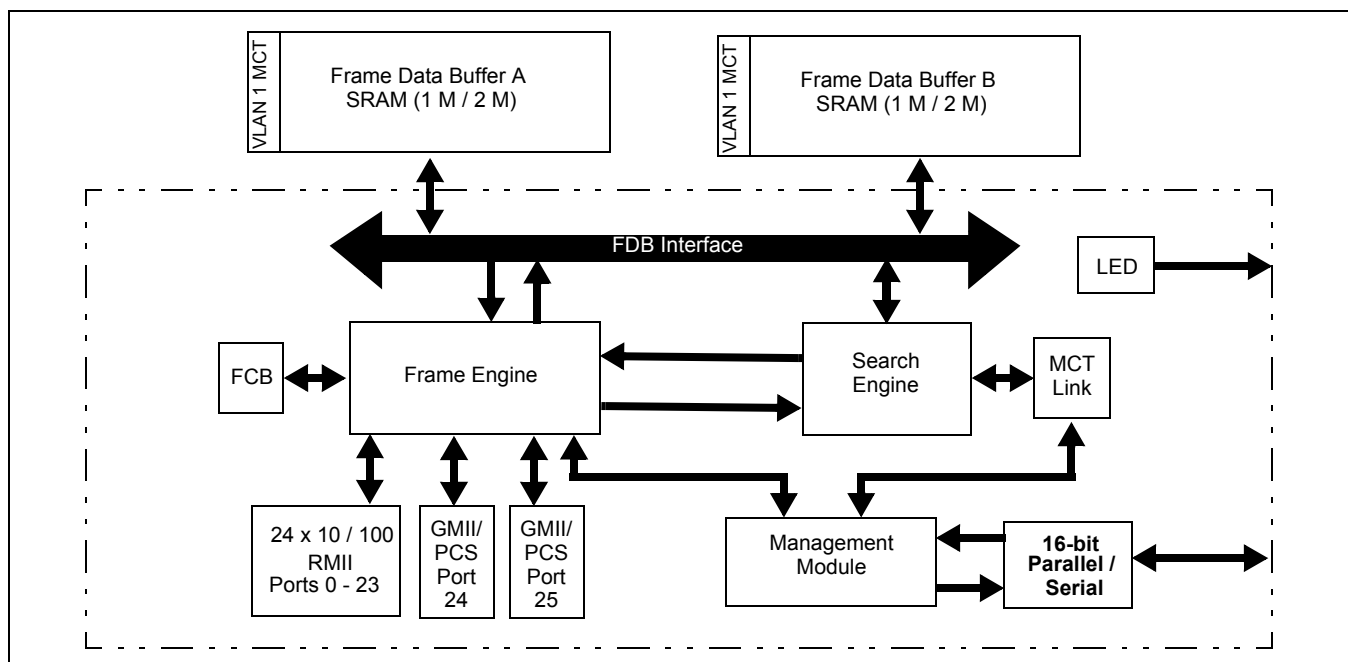 VLAN 1 MCT
Frame Data Buffer A
SRAM (1 M / 2 M)
VLAN 1 MCT
Frame Data Buffer B
SRAM (1 M / 2 M)
FDB Interface
LED
FCB
Frame Engine
Search
Engine
MCT
Link
24 x 10 / 100
RMII
Ports 0 - 23
GMII/
PCS
Port
24
GMII/
PCS
Port
25
Management
Module
16-bit
Parallel /
Serial